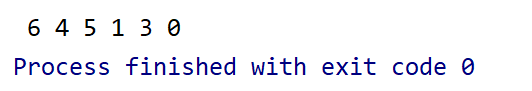 6 4 5 1 3 0
Process finished with exit code 0